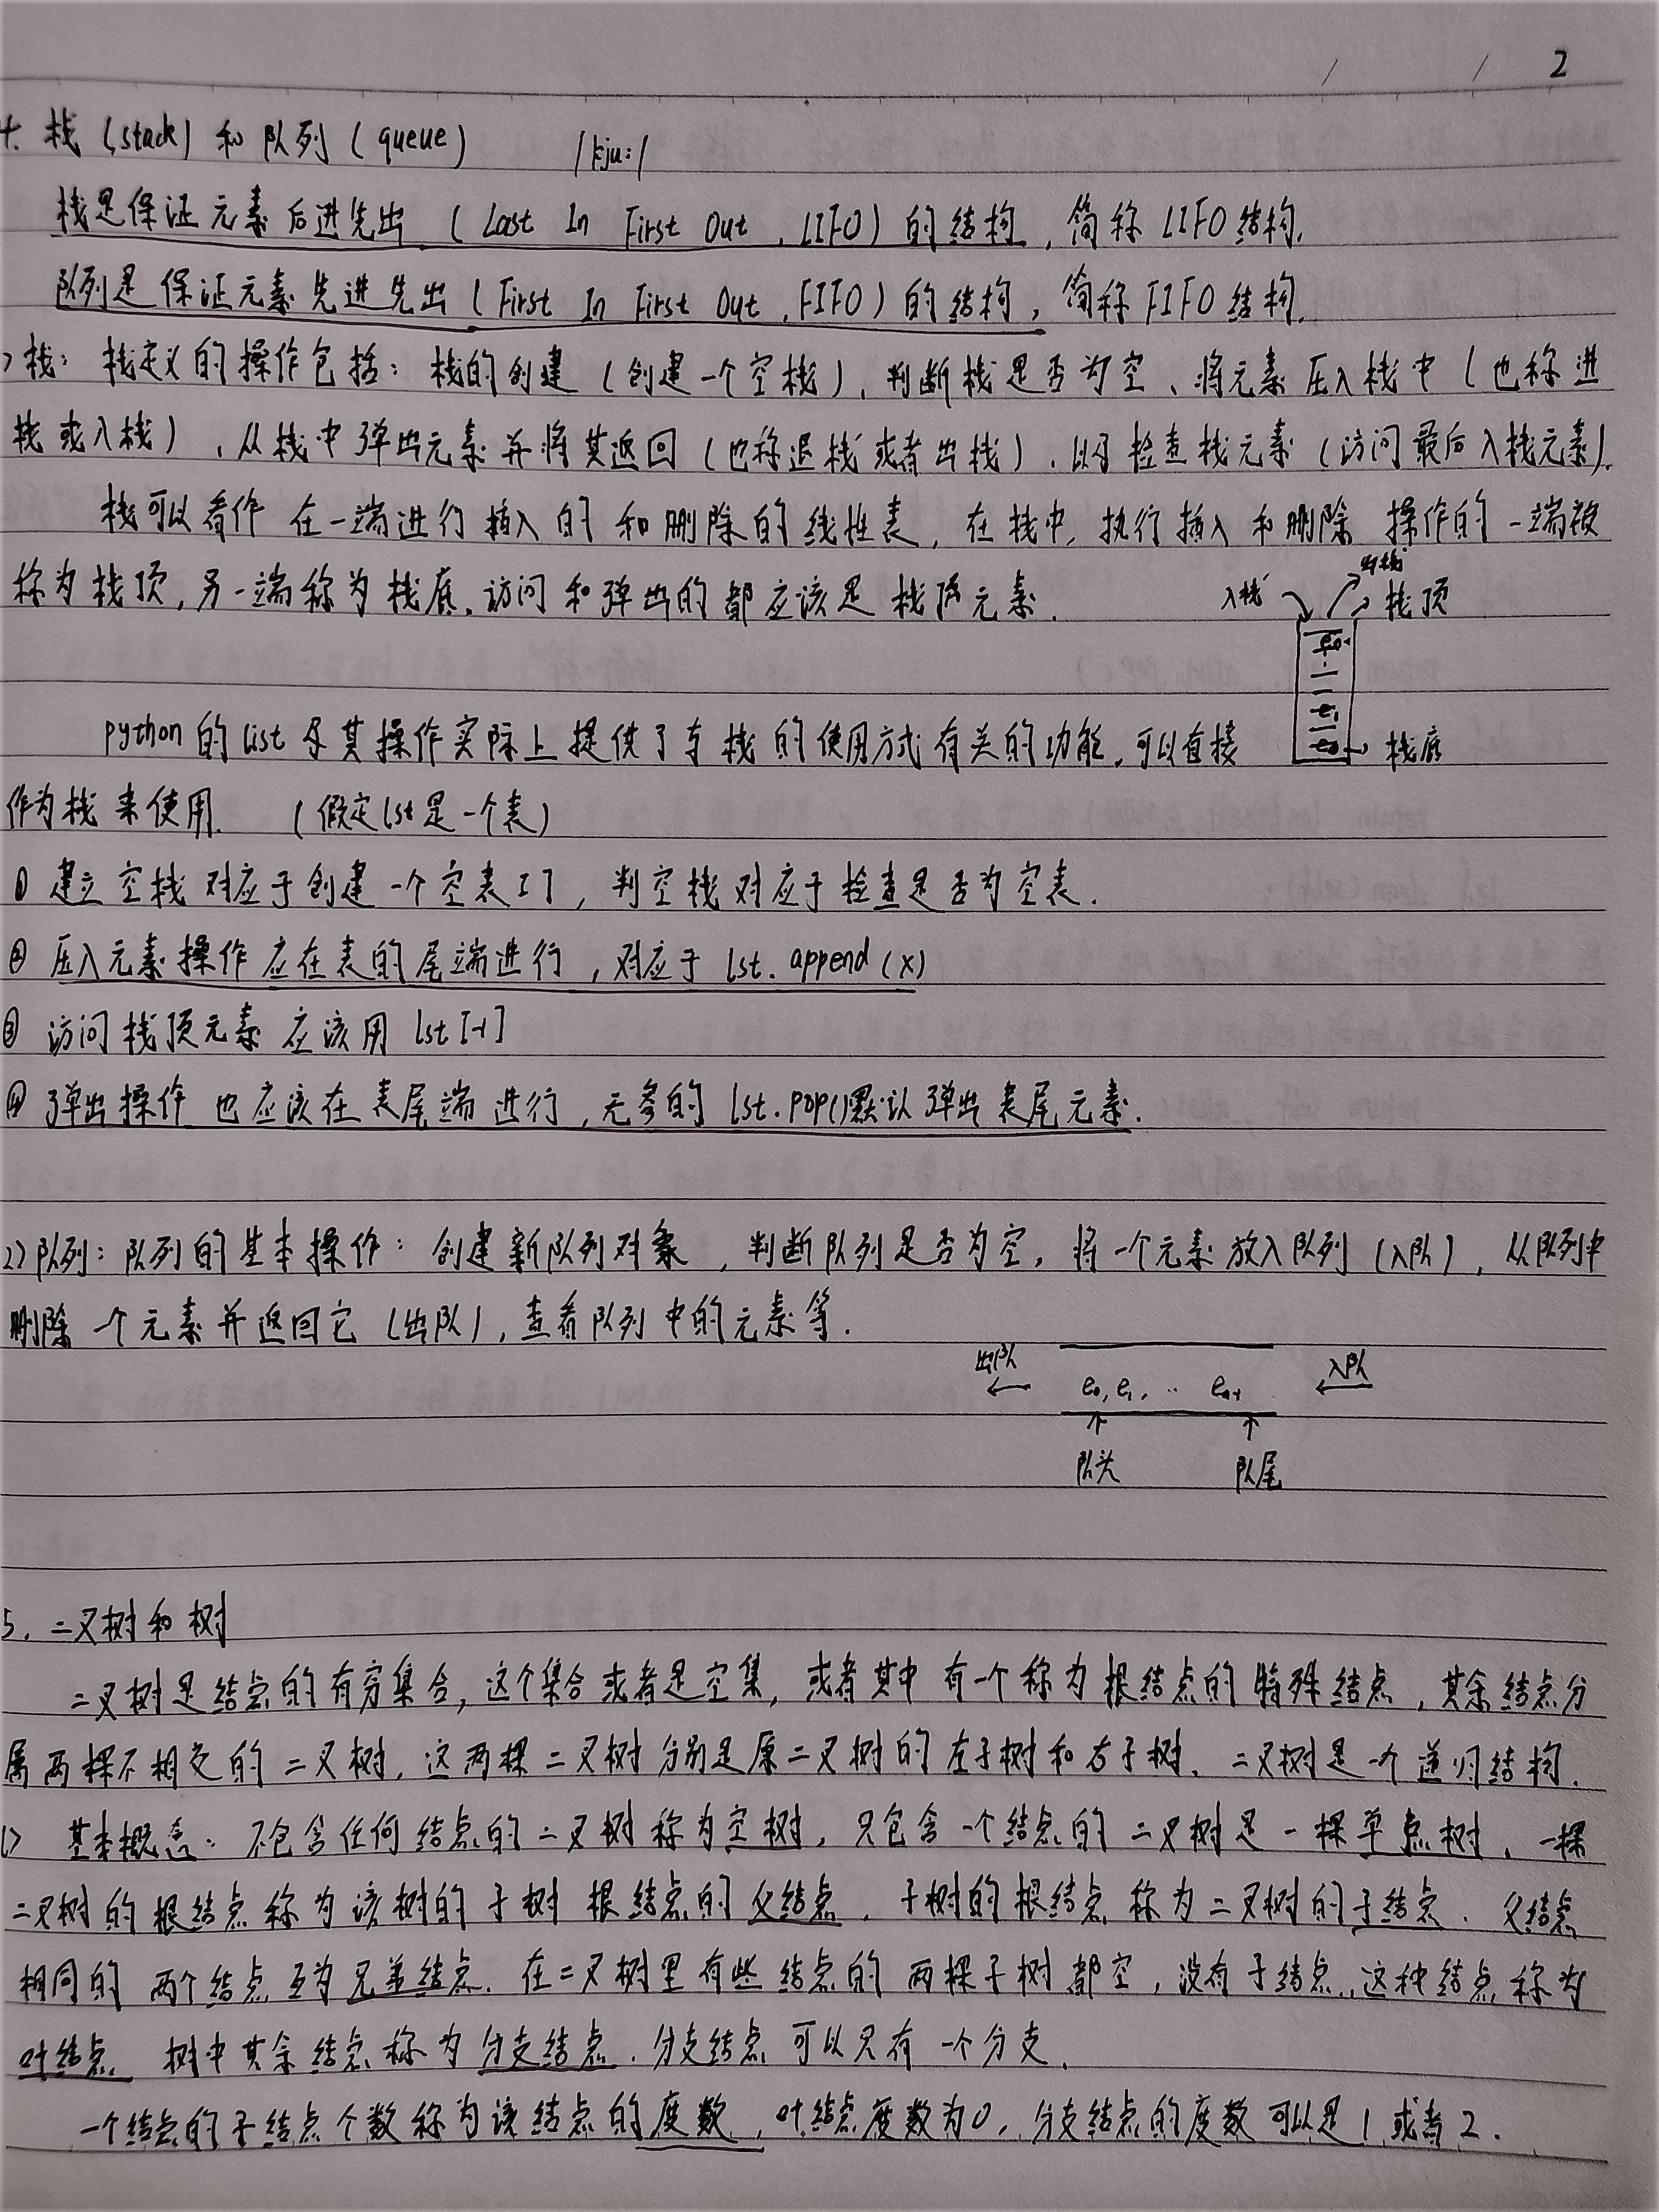 2
4. 栈 (stack) 和 队列 (queue) /kju:/
栈是保证元素后进先出 (Last In First Out, LIFO) 的结构, 简称 LIFO 结构.
队列是保证元素先进先出 (First In First Out, FIFO) 的结构, 简称 FIFO 结构.
栈: 栈定义的操作包括: 栈的创建 (创建一个空栈), 判断栈是否为空、将元素压入栈中 (也称进
栈或入栈), 从栈中弹出元素并将其返回 (也称退栈或者出栈), 以及检查栈元素 (访问最后入栈元素).
栈可以看作在一端进行插入的和删除的线性表, 在栈中, 执行插入和删除操作的一端被
称为栈顶, 另一端称为栈底, 访问和弹出的都应该是栈顶元素.
入栈 出栈 栈顶
e1
e0 栈底
python 的 list 及其操作实际上提供了与栈的使用方式有关的功能, 可以直接
作为栈来使用. (假定 lst 是一个表)
① 建立空栈对应于创建一个空表 [], 判空栈对应于检查是否为空表.
② 压入元素操作应在表的尾端进行, 对应于 lst.append(x)
③ 访问栈顶元素应该用 lst[-1]
④ 弹出操作也应该在表尾端进行, 无参的 lst.pop()默认弹出表尾元素.
2) 队列: 队列的基本操作: 创建新队列对象, 判断队列是否为空, 将一个元素放入队列 (入队), 从队列中
删除一个元素并返回它 (出队), 查看队列中的元素等.
出队 ← e0, e1, ·· en-1 ← 入队
↑ ↑
队头 队尾
5. 二叉树和树
二叉树是结点的有穷集合, 这个集合或者是空集, 或者其中有一个称为根结点的特殊结点, 其余结点分
属两棵不相交的二叉树, 这两棵二叉树分别是原二叉树的左子树和右子树. 二叉树是一个递归结构.
1) 基本概念: 不包含任何结点的二叉树称为空树, 只包含一个结点的二叉树是一棵单点树, 一棵
二叉树的根结点称为该树的子树根结点的父结点, 子树的根结点称为二叉树的子结点. 父结点
相同的两个结点互为兄弟结点. 在二叉树里有些结点的两棵子树都空, 没有子结点, 这种结点称为
叶结点. 树中其余结点称为分支结点. 分支结点可以只有一个分支.
一个结点的子结点个数称为该结点的度数, 叶结点度数为0, 分支结点的度数可以是1或者2.